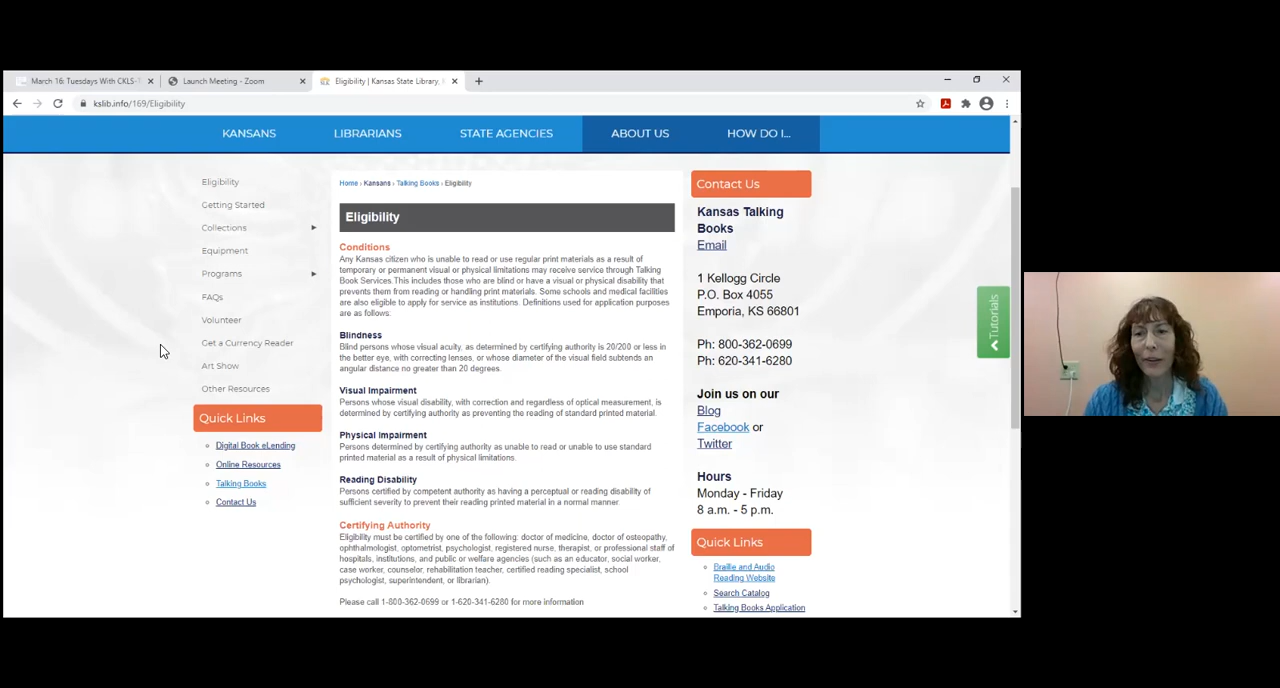 March 16: Tuesdays With CKLS-T
Launch Meeting - Zoom
Eligibility | Kansas State Library,
kslib.info/169/Eligibility
KANSANS LIBRARIANS STATE AGENCIES ABOUT US HOW DO I...
Eligibility
Getting Started
Collections
Equipment
Programs
FAQs
Volunteer
Get a Currency Reader
Art Show
Other Resources
Quick Links
Digital Book eLending
Online Resources
Talking Books
Contact Us
Home › Kansans › Talking Books › Eligibility
Eligibility
Conditions
Any Kansas citizen who is unable to read or use regular print materials as a result of
temporary or permanent visual or physical limitations may receive service through Talking
Book Services.This includes those who are blind or have a visual or physical disability that
prevents them from reading or handling print materials. Some schools and medical facilities
are also eligible to apply for service as institutions. Definitions used for application purposes
are as follows.
Blindness
Blind persons whose visual acuity, as determined by certifying authority is 20/200 or less in
the better eye, with correcting lenses, or whose diameter of the visual field subtends an
angular distance no greater than 20 degrees.
Visual Impairment
Persons whose visual disability, with correction and regardless of optical measurement, is
determined by certifying authority as preventing the reading of standard printed material.
Physical Impairment
Persons determined by certifying authority as unable to read or unable to use standard
printed material as a result of physical limitations.
Reading Disability
Persons certified by competent authority as having a perceptual or reading disability of
sufficient severity to prevent their reading printed material in a normal manner.
Certifying Authority
Eligibility must be certified by one of the following: doctor of medicine, doctor of osteopathy,
ophthalmologist, optometrist, psychologist, registered nurse, therapist, or professional staff of
hospitals, institutions, and public or welfare agencies (such as an educator, social worker,
case worker, counselor, rehabilitation teacher, certified reading specialist, school
psychologist, superintendent, or librarian).
Please call 1-800-362-0699 or 1-620-341-6280 for more information
Contact Us
Kansas Talking
Books
Email
1 Kellogg Circle
P.O. Box 4055
Emporia, KS 66801
Ph: 800-362-0699
Ph: 620-341-6280
Join us on our
Blog
Facebook or
Twitter
Hours
Monday - Friday
8 a.m. - 5 p.m.
Quick Links
Braille and Audio
Reading Website
Search Catalog
Talking Books Application
Tutorials